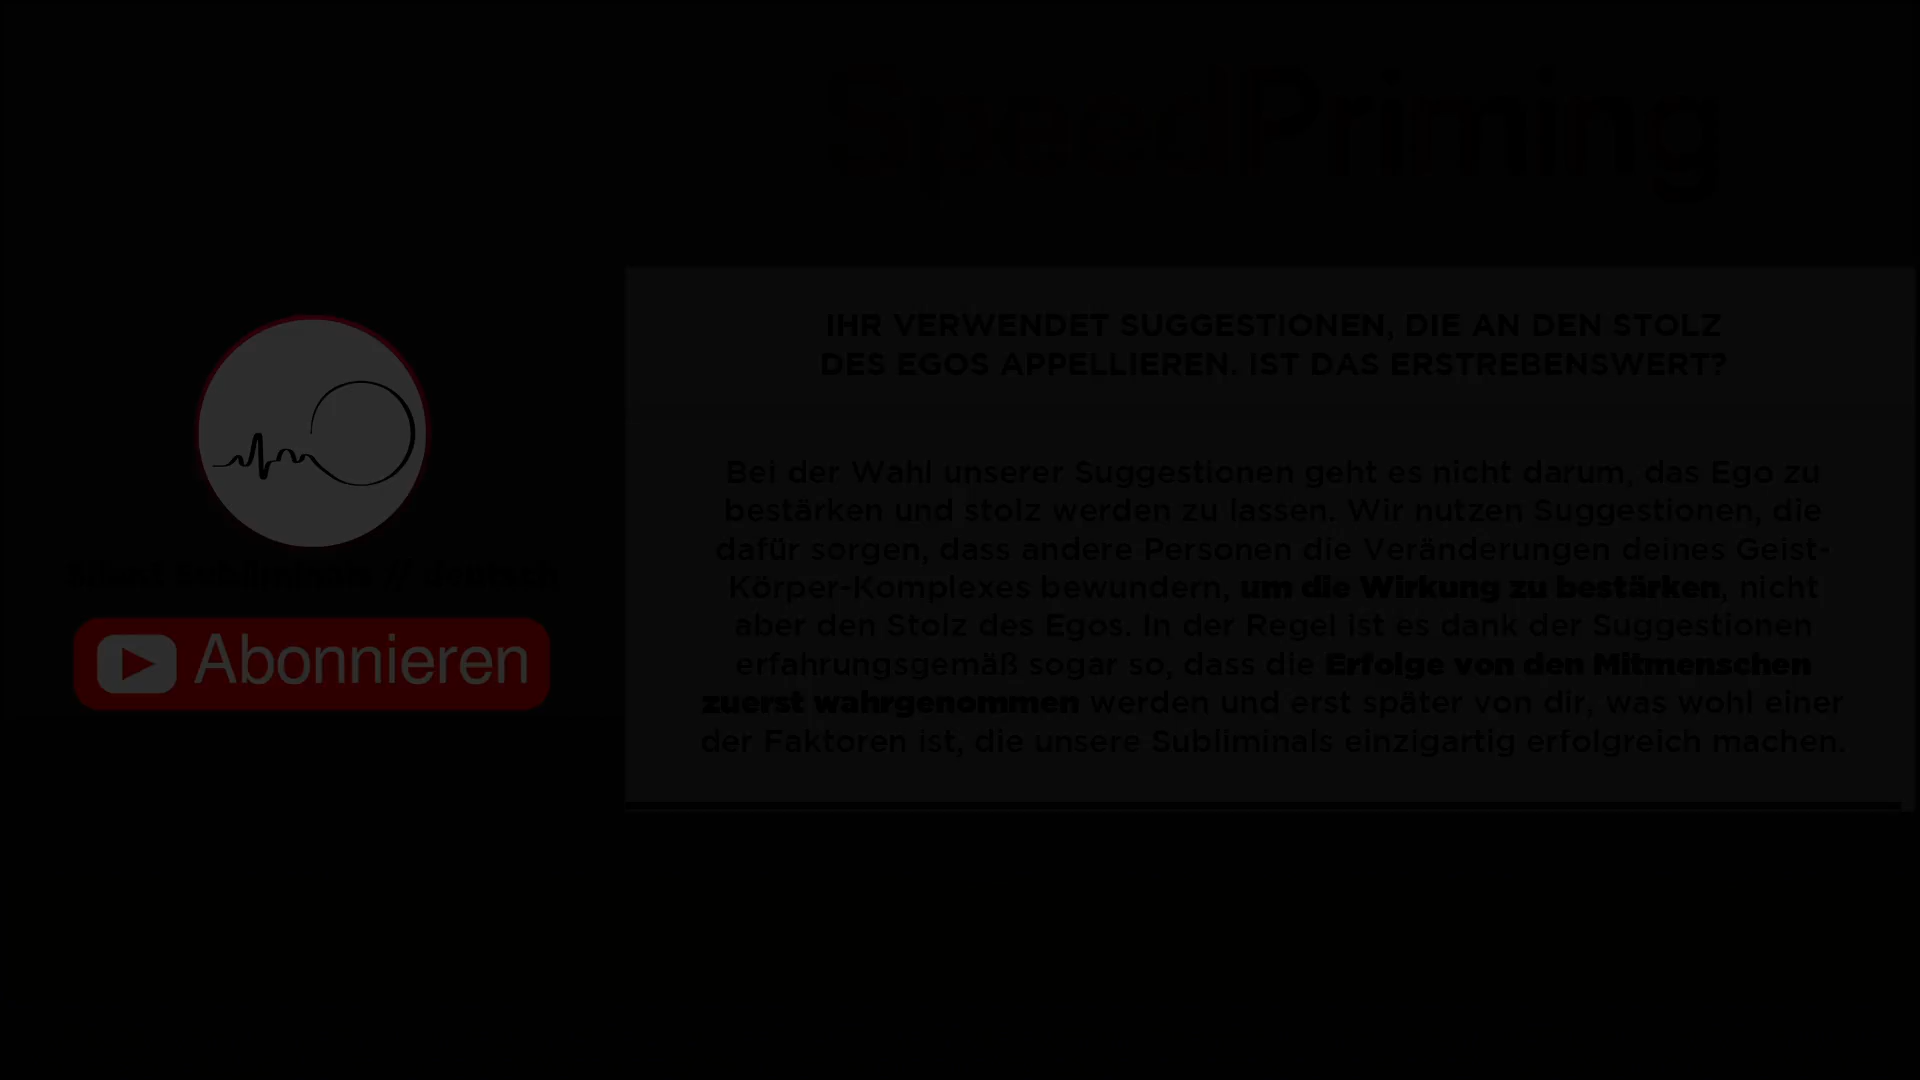 SpeedPriming
IHR VERWENDET SUGGESTIONEN, DIE AN DEN STOLZ
DES EGOS APPELLIEREN. IST DAS ERSTREBENSWERT?
Bei der Wahl unserer Suggestionen geht es nicht darum, das Ego zu
bestärken und stolz werden zu lassen. Wir nutzen Suggestionen, die
dafür sorgen, dass andere Personen die Veränderungen deines Geist-
Körper-Komplexes bewundern, um die Wirkung zu bestärken, nicht
aber den Stolz des Egos. In der Regel ist es dank der Suggestionen
erfahrungsgemäß sogar so, dass die Erfolge von den Mitmenschen
zuerst wahrgenommen werden und erst später von dir, was wohl einer
der Faktoren ist, die unsere Subliminals einzigartig erfolgreich machen.
Silent Subliminals // deutsch
Abonnieren